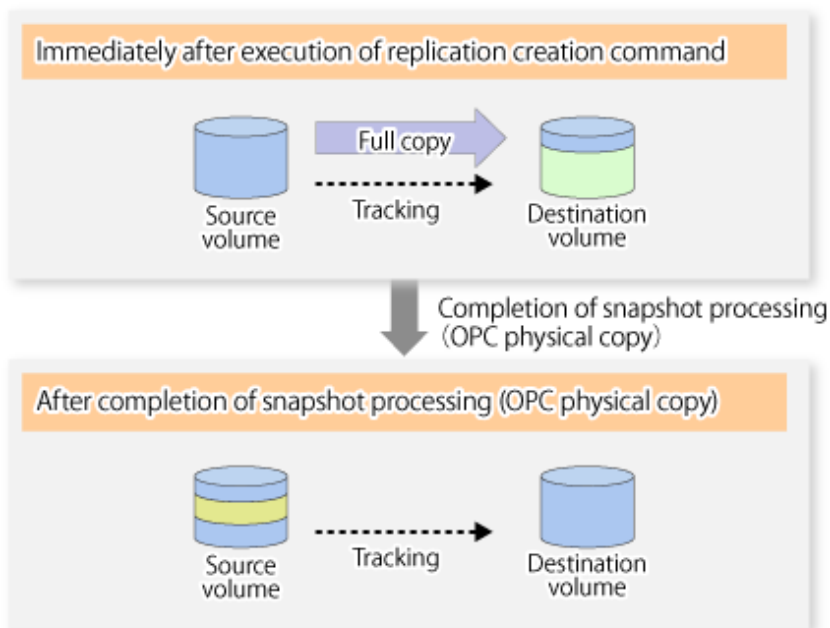 Immediately after execution of replication creation command
Full copy
Tracking
Source
volume
Destination
volume
Completion of snapshot processing
(OPC physical copy)
After completion of snapshot processing (OPC physical copy)
Tracking
Source
volume
Destination
volume